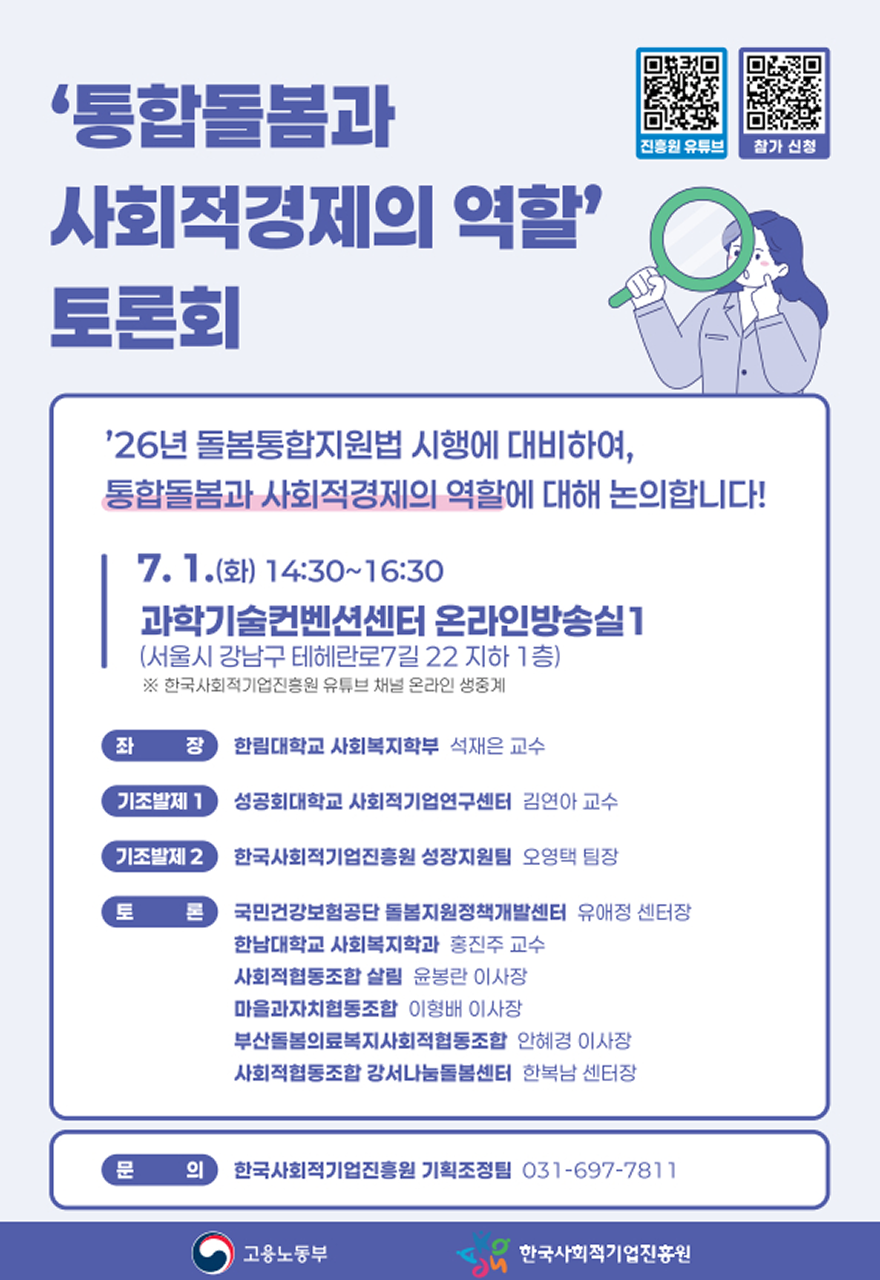 ‘통합돌봄과
사회적경제의 역할’
토론회
진흥원 유튜브
참가 신청
’26년 돌봄통합지원법 시행에 대비하여,
통합돌봄과 사회적경제의 역할에 대해 논의합니다!
7. 1.(화) 14:30~16:30
과학기술컨벤션센터 온라인방송실1
(서울시 강남구 테헤란로7길 22 지하 1층)
※ 한국사회적기업진흥원 유튜브 채널 온라인 생중계
좌 장 한림대학교 사회복지학부 석재은 교수
기조발제 1 성공회대학교 사회적기업연구센터 김연아 교수
기조발제 2 한국사회적기업진흥원 성장지원팀 오영택 팀장
토 론 국민건강보험공단 돌봄지원정책개발센터 유애정 센터장
한남대학교 사회복지학과 홍진주 교수
사회적협동조합 살림 윤봉란 이사장
마을과자치협동조합 이형배 이사장
부산돌봄의료복지사회적협동조합 안혜경 이사장
사회적협동조합 강서나눔돌봄센터 한복남 센터장
문 의 한국사회적기업진흥원 기획조정팀 031-697-7811
고용노동부
한국사회적기업진흥원